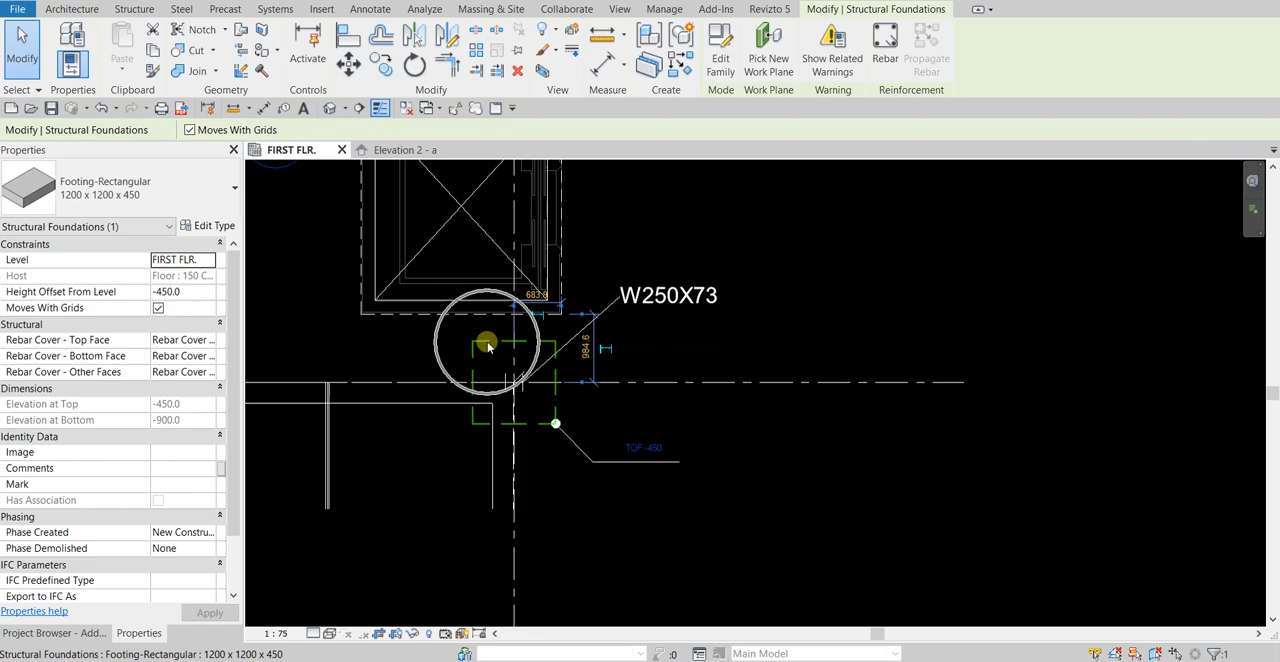 File Architecture Structure Steel Precast Systems Insert Annotate Analyze Massing & Site Collaborate View Manage Add-Ins Revizto 5 Modify | Structural Foundations
Modify Paste Notch Cut Join Activate Edit Family Pick New Work Plane Show Related Warnings Rebar Propagate Rebar
Select Properties Clipboard Geometry Controls Modify View Measure Create Mode Work Plane Warning Reinforcement
Modify | Structural Foundations Moves With Grids
Properties FIRST FLR. Elevation 2 - a
Footing-Rectangular
1200 x 1200 x 450
Structural Foundations (1) Edit Type
Constraints
Level FIRST FLR.
Host Floor : 150 C...
Height Offset From Level -450.0
Moves With Grids
Structural
Rebar Cover - Top Face Rebar Cover ...
Rebar Cover - Bottom Face Rebar Cover ...
Rebar Cover - Other Faces Rebar Cover ...
Dimensions
Elevation at Top -450.0
Elevation at Bottom -900.0
Identity Data
Image
Comments
Mark
Has Association
Phasing
Phase Created New Constru...
Phase Demolished None
IFC Parameters
IFC Predefined Type
Export to IFC As
Properties help Apply
Project Browser - Add... Properties
W250X73
984.6
TOF -450
1 : 75
Structural Foundations : Footing-Rectangular : 1200 x 1200 x 450 :0 Main Model :1